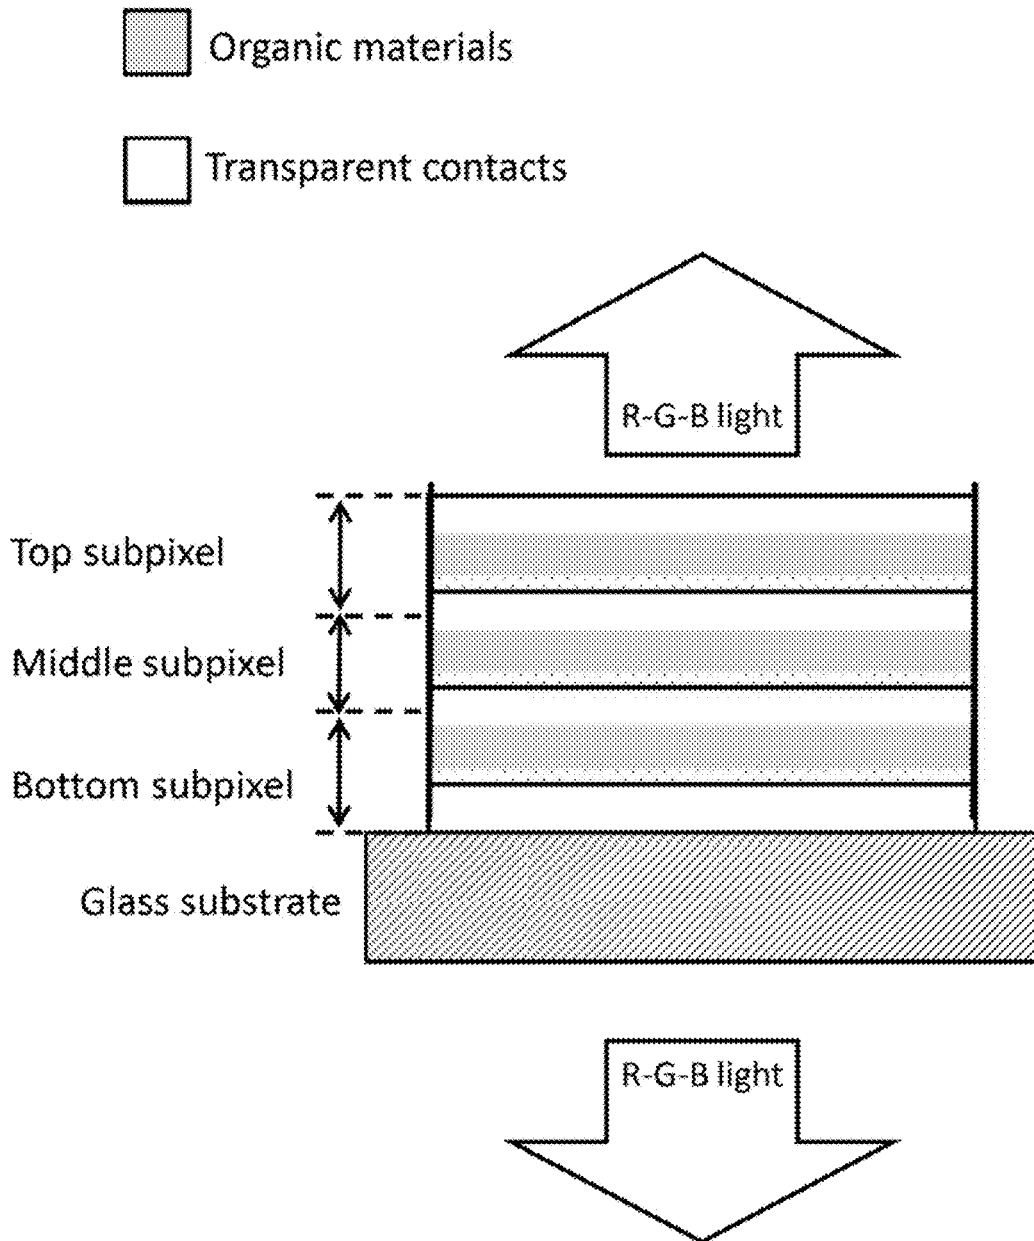 Organic materials
Transparent contacts
R-G-B light
Top subpixel
Middle subpixel
Bottom subpixel
Glass substrate
R-G-B light